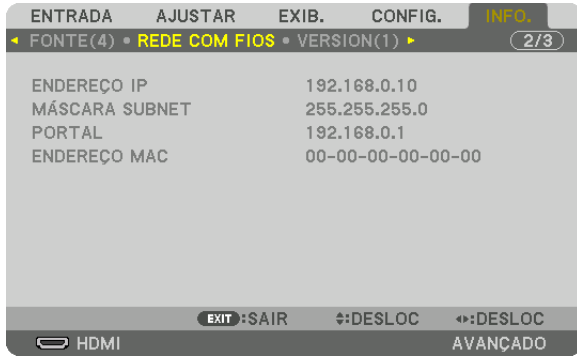 ENTRADA AJUSTAR EXIB. CONFIG. INFO.
◂ FONTE(4) • REDE COM FIOS • VERSION(1) ▸ 2/3
ENDEREÇO IP 192.168.0.10
MÁSCARA SUBNET 255.255.255.0
PORTAL 192.168.0.1
ENDEREÇO MAC 00-00-00-00-00-00
EXIT :SAIR ♦:DESLOC ◂▸:DESLOC
HDMI AVANÇADO